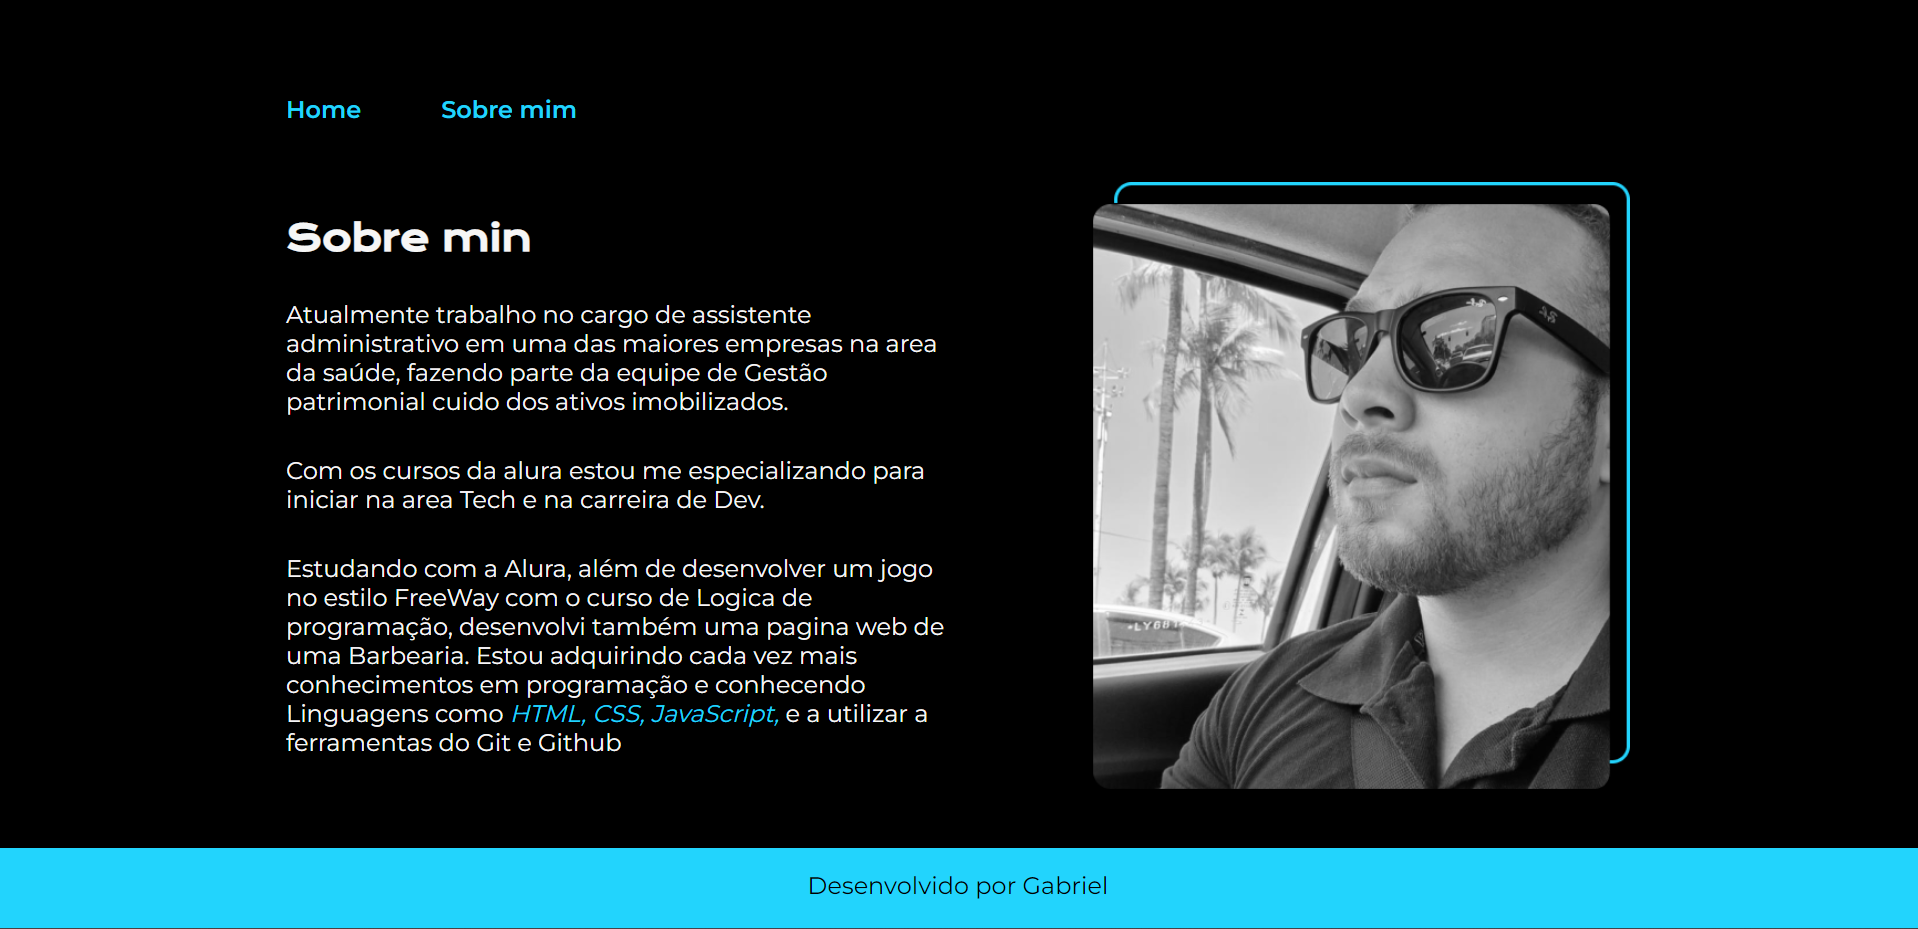 Home Sobre mim
Sobre min
Atualmente trabalho no cargo de assistente
administrativo em uma das maiores empresas na area
da saúde, fazendo parte da equipe de Gestão
patrimonial cuido dos ativos imobilizados.
Com os cursos da alura estou me especializando para
iniciar na area Tech e na carreira de Dev.
Estudando com a Alura, além de desenvolver um jogo
no estilo FreeWay com o curso de Logica de
programação, desenvolvi também uma pagina web de
uma Barbearia. Estou adquirindo cada vez mais
conhecimentos em programação e conhecendo
Linguagens como HTML, CSS, JavaScript, e a utilizar a
ferramentas do Git e Github
Desenvolvido por Gabriel